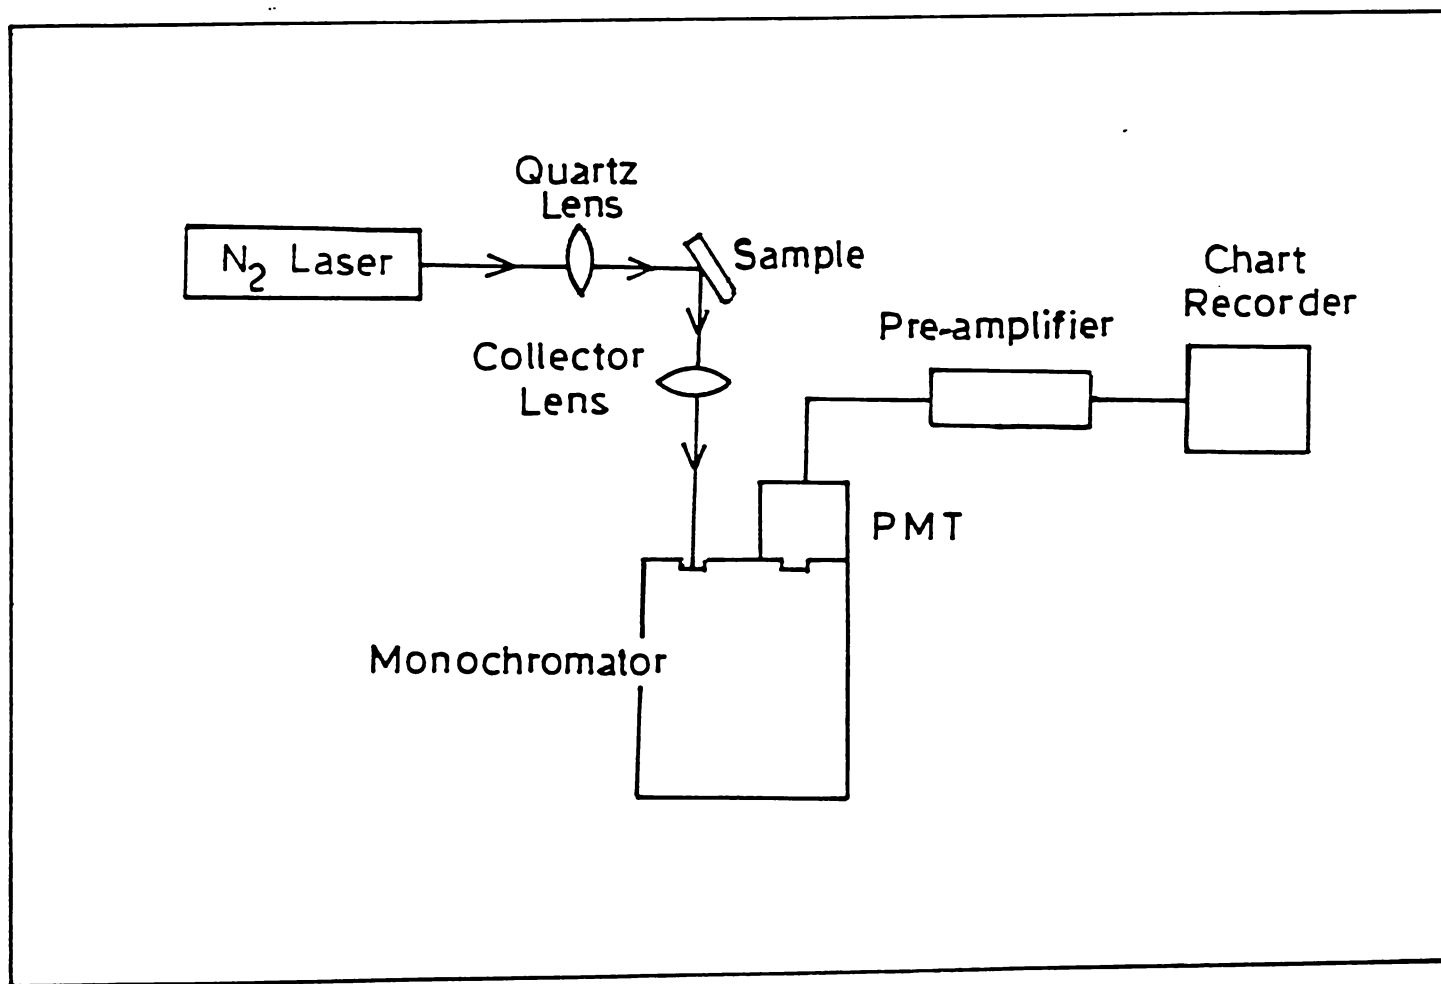 Quartz
Lens
N2 Laser
Sample
Chart
Recorder
Pre-amplifier
Collector
Lens
PMT
Monochromator